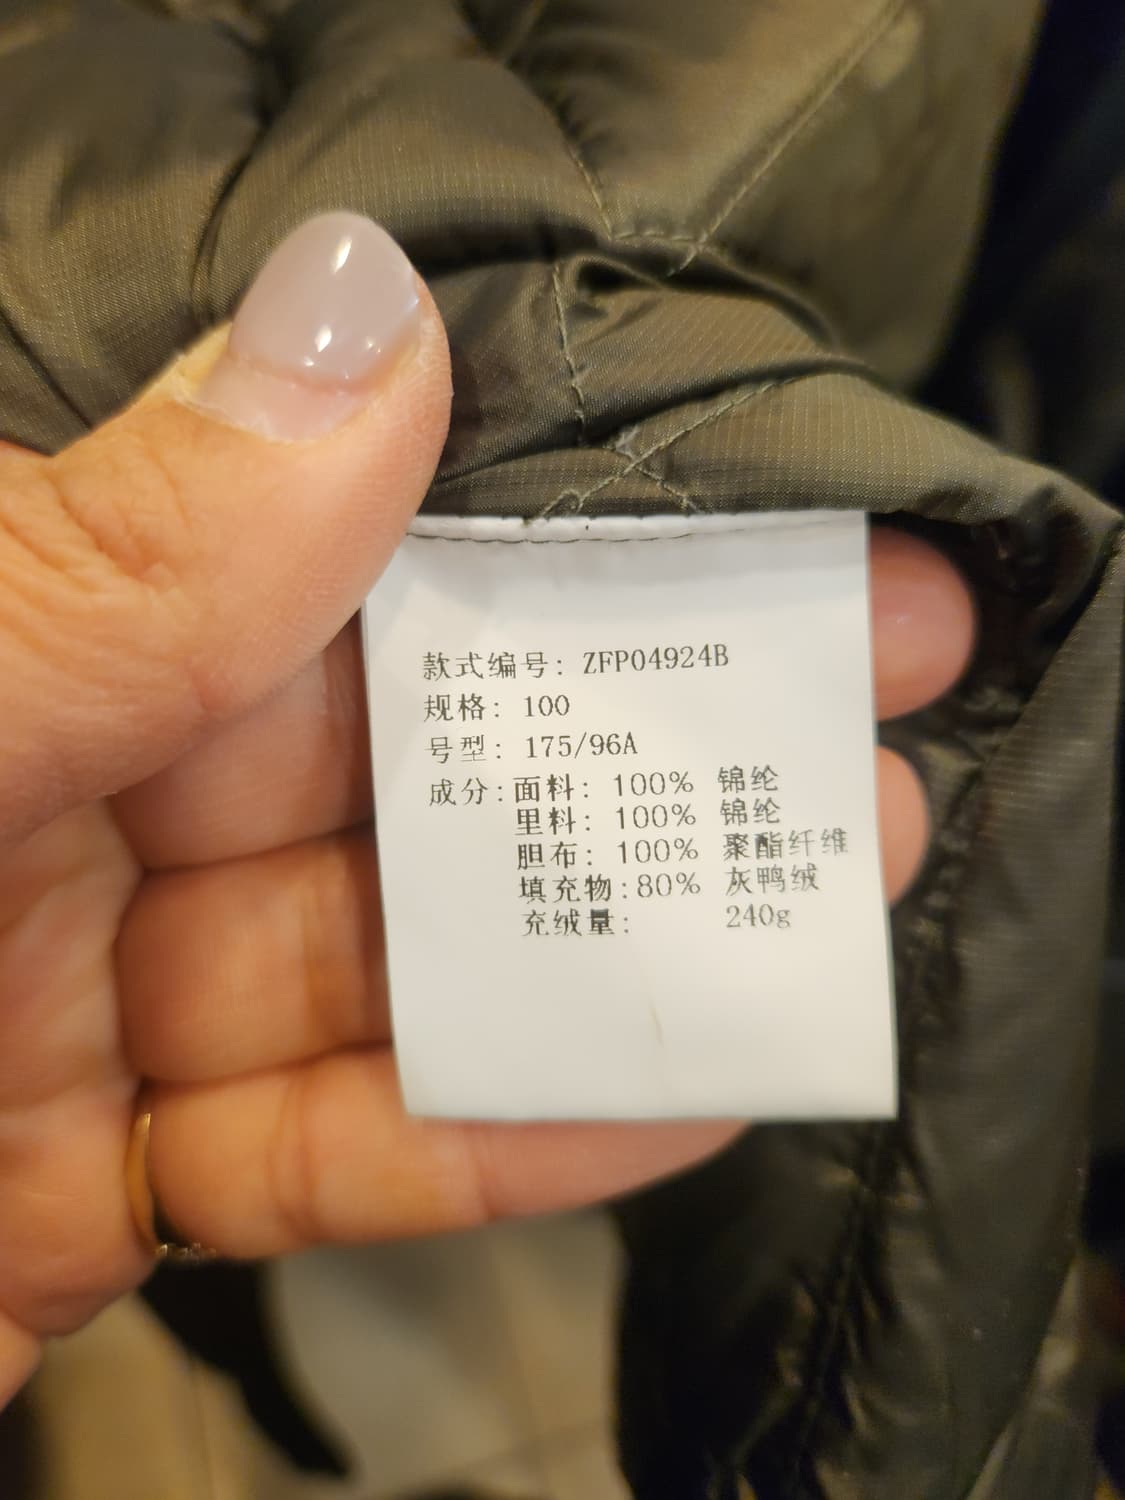 款式编号: ZFP04924B
规格: 100
号型: 175/96A
成分:面料: 100% 锦纶
里料: 100% 锦纶
胆布: 100% 聚酯纤维
填充物:80% 灰鸭绒
充绒量: 240g